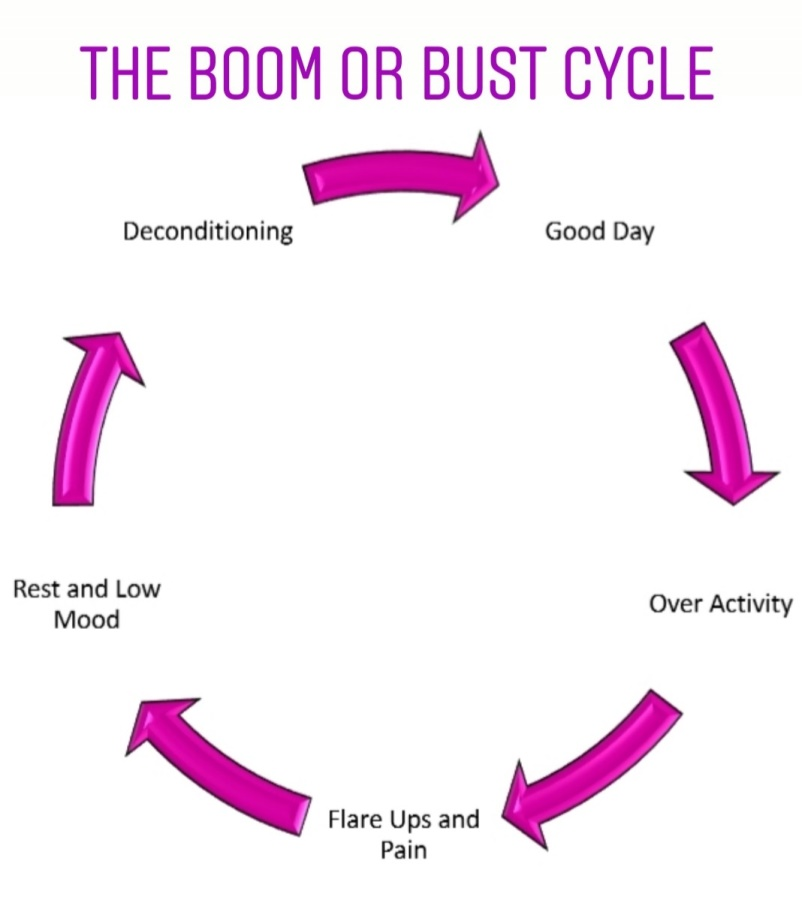 THE BOOM OR BUST CYCLE
Deconditioning
Good Day
Rest and Low
Mood
Over Activity
Flare Ups and
Pain